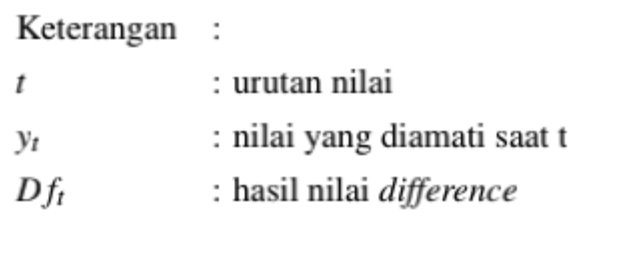 Keterangan :
t : urutan nilai
yt : nilai yang diamati saat t
Dft : hasil nilai difference